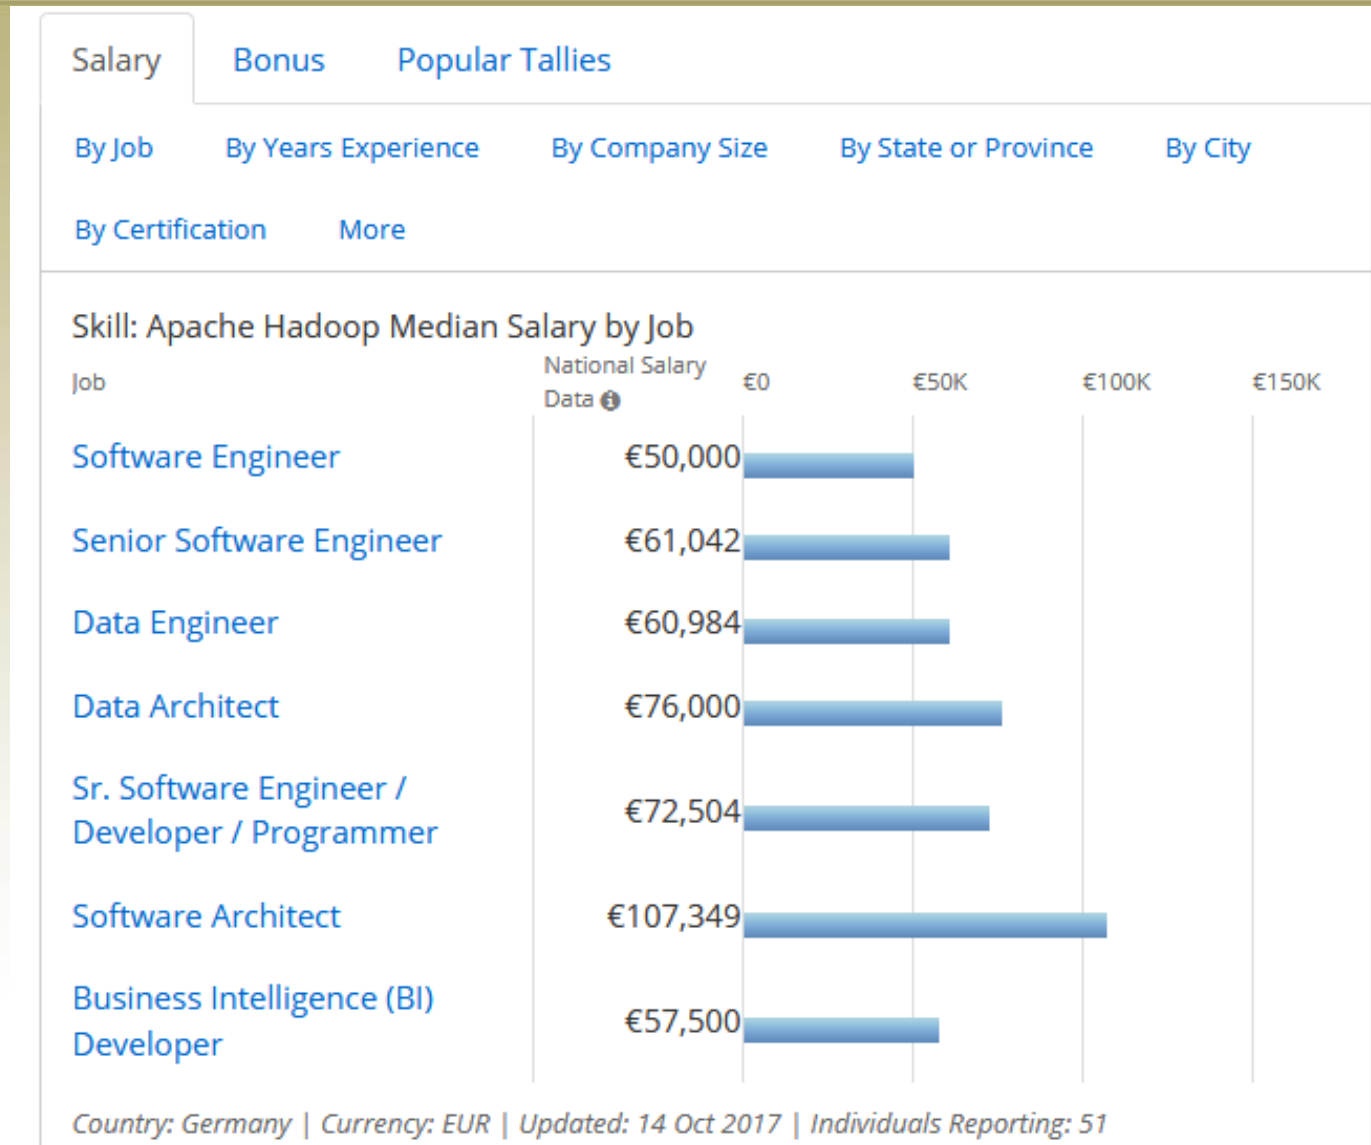 Salary Bonus Popular Tallies
By Job By Years Experience By Company Size By State or Province By City
By Certification More
Skill: Apache Hadoop Median Salary by Job
Job National Salary Data €0 €50K €100K €150K
Software Engineer €50,000
Senior Software Engineer €61,042
Data Engineer €60,984
Data Architect €76,000
Sr. Software Engineer /
Developer / Programmer €72,504
Software Architect €107,349
Business Intelligence (BI)
Developer €57,500
Country: Germany | Currency: EUR | Updated: 14 Oct 2017 | Individuals Reporting: 51